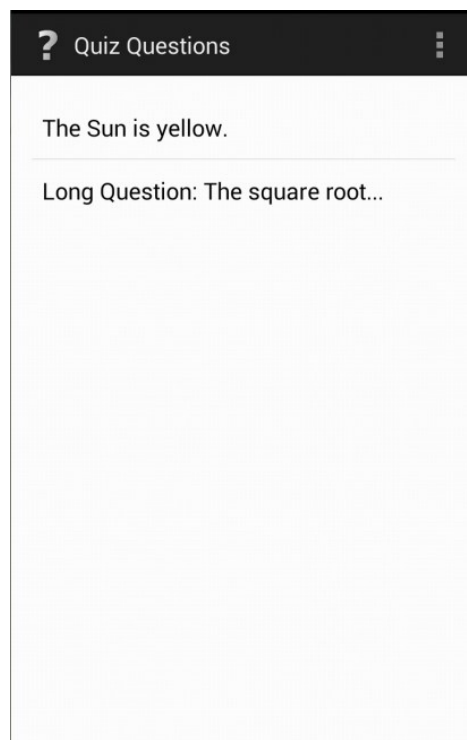 ? Quiz Questions
The Sun is yellow.
Long Question: The square root...